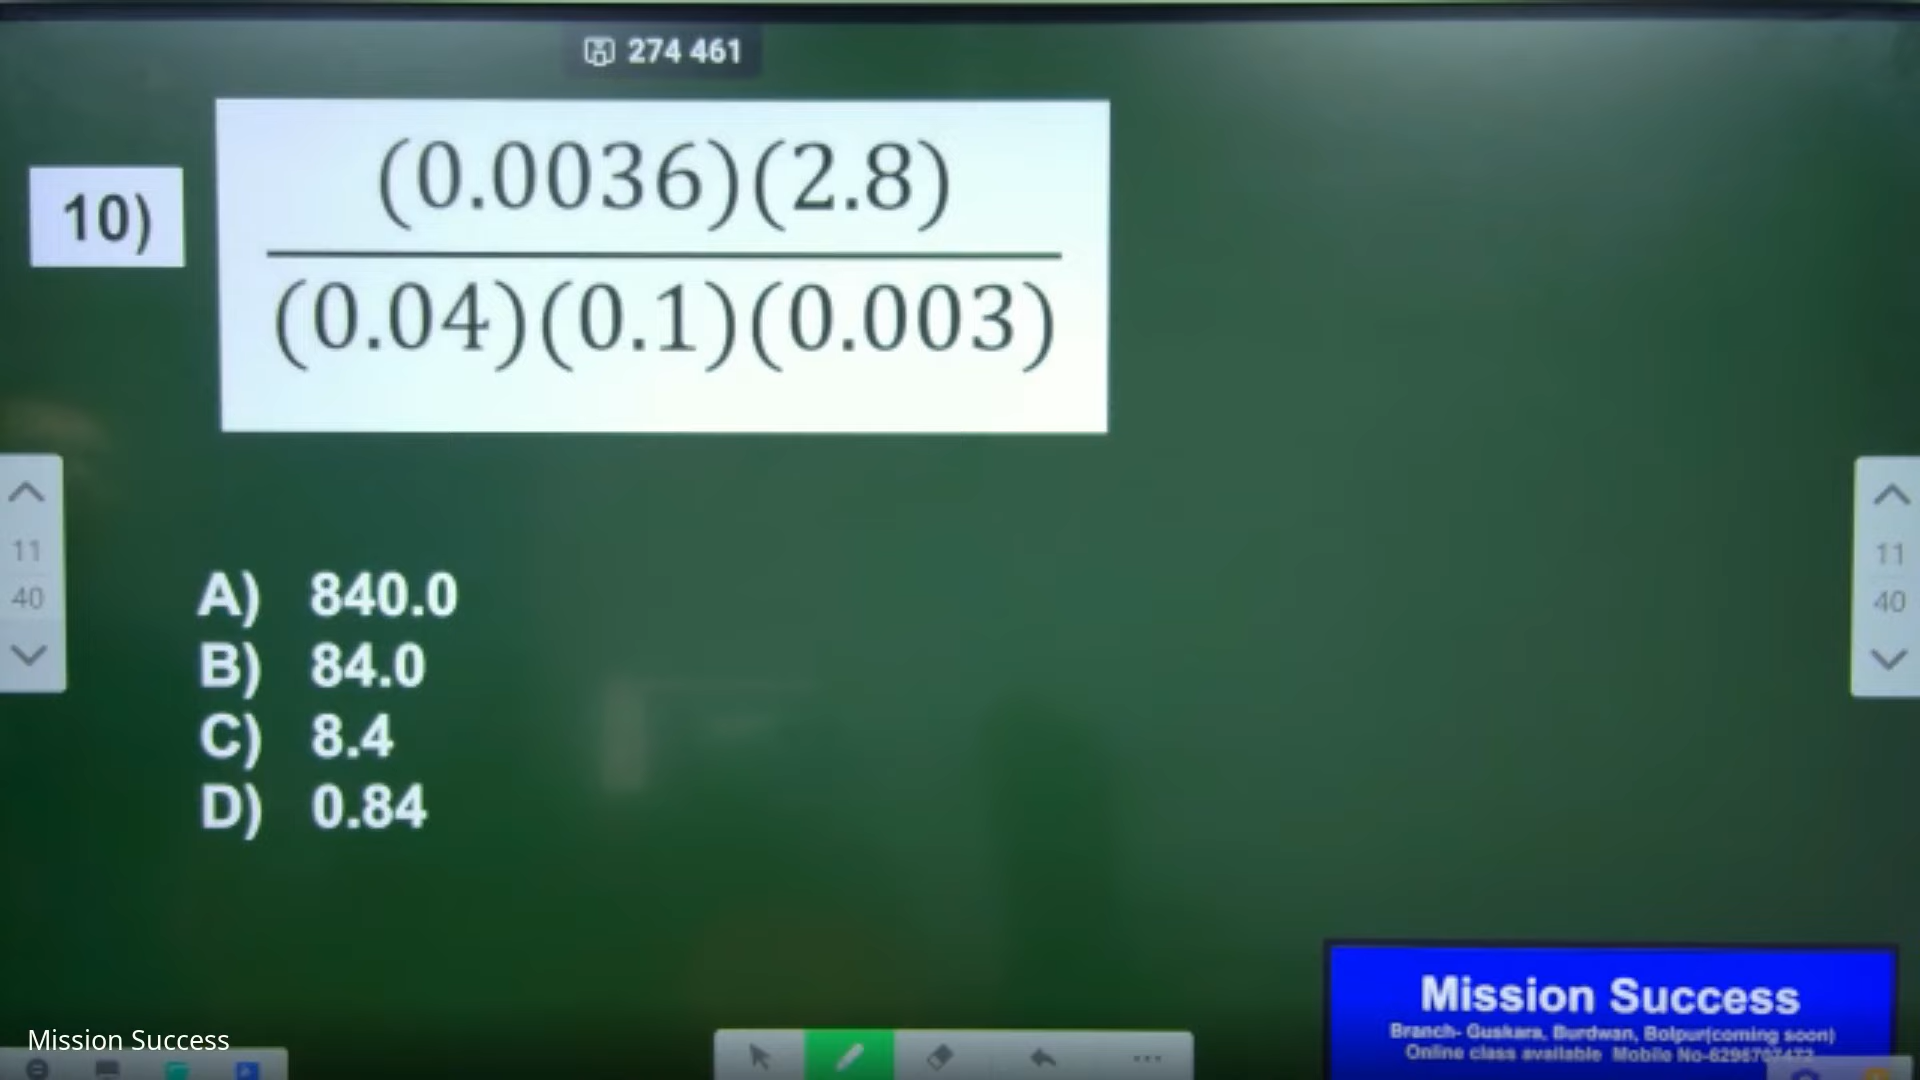 274 461
10)
(0.0036)(2.8)
(0.04)(0.1)(0.003)
11
40
11
40
A) 840.0
B) 84.0
C) 8.4
D) 0.84
Mission Success
Branch- Guskara, Burdwan, Bolpur(coming soon)
Online class available Mobile No-
Mission Success